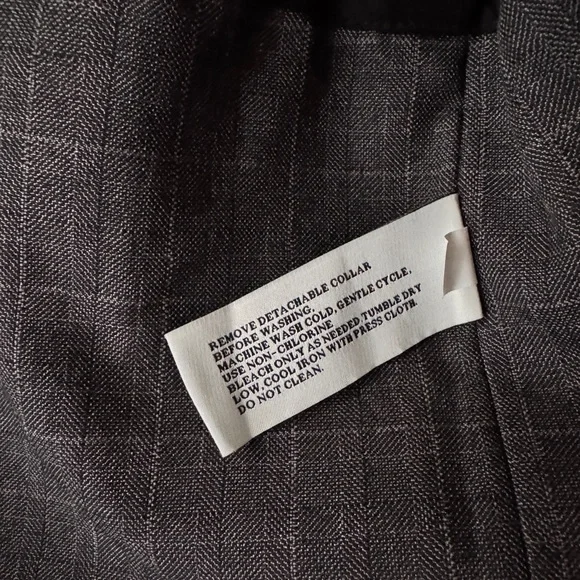 REMOVE DETACHABLE COLLAR
BEFORE WASHING.
MACHINE WASH COLD, GENTLE CYCLE.
USE NON-CHLORINE
BLEACH ONLY AS NEEDED, TUMBLE DRY
LOW, COOL IRON WITH PRESS CLOTH.
DO NOT CLEAN.